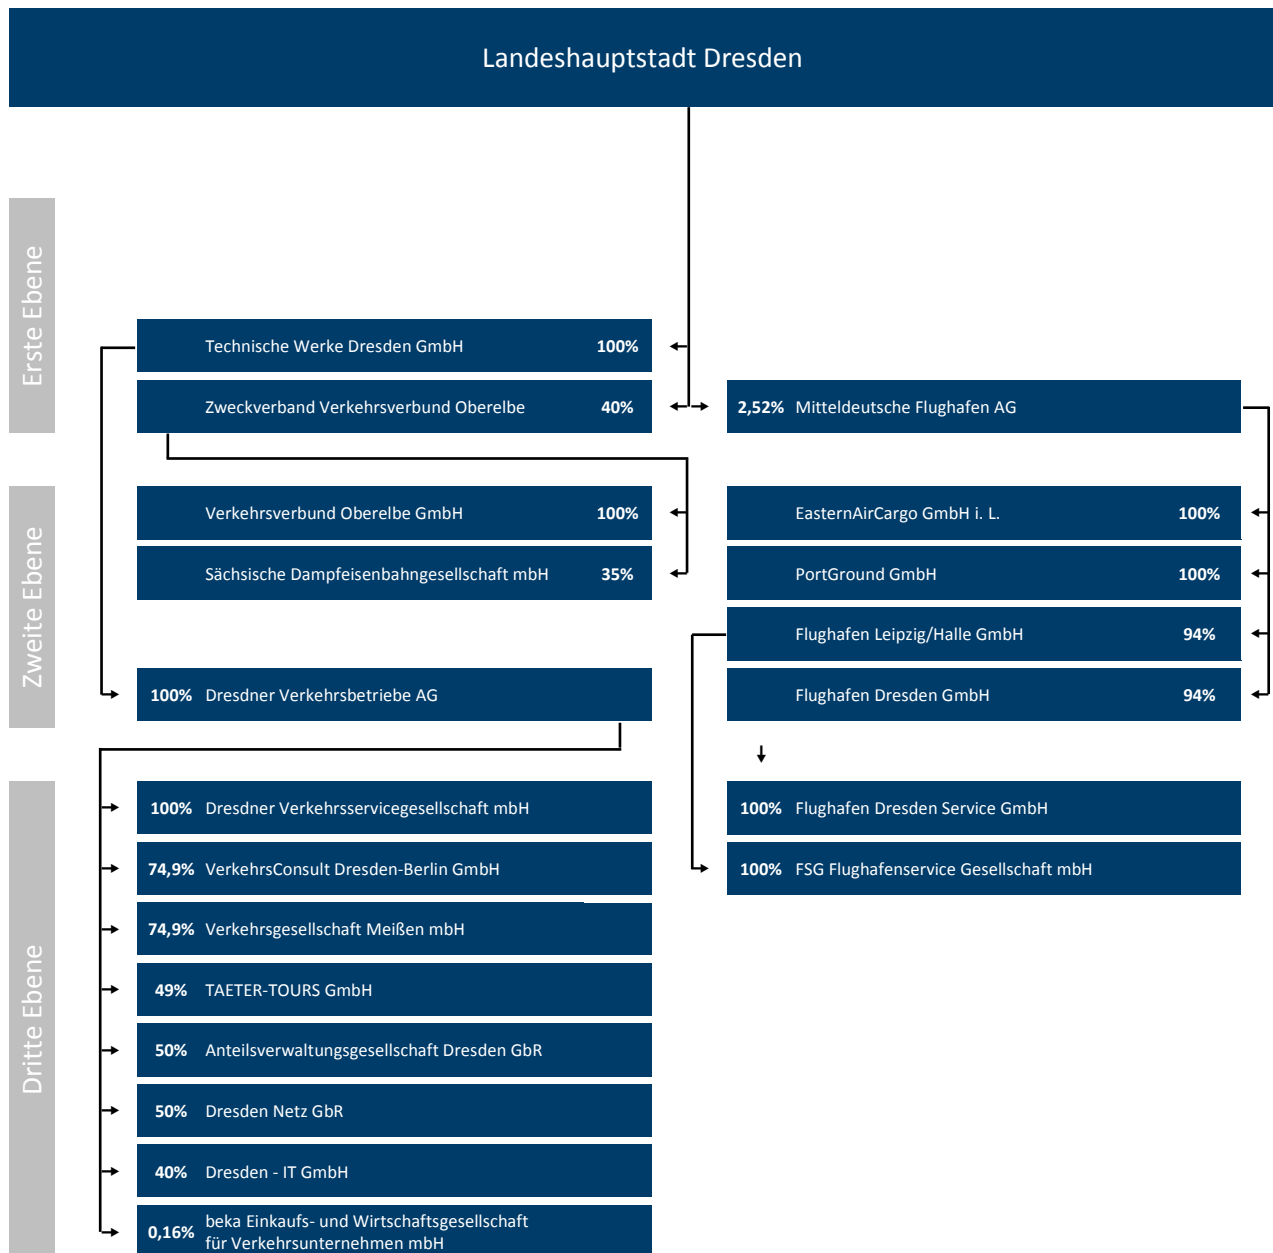 Landeshauptstadt Dresden
Erste Ebene
Technische Werke Dresden GmbH 100%
Zweckverband Verkehrsverbund Oberelbe 40%
2,52% Mitteldeutsche Flughafen AG
Zweite Ebene
Verkehrsverbund Oberelbe GmbH 100%
Sächsische Dampfeisenbahngesellschaft mbH 35%
100% Dresdner Verkehrsbetriebe AG
EasternAirCargo GmbH i. L. 100%
PortGround GmbH 100%
Flughafen Leipzig/Halle GmbH 94%
Flughafen Dresden GmbH 94%
Dritte Ebene
100% Dresdner Verkehrsservicegesellschaft mbH
74,9% VerkehrsConsult Dresden-Berlin GmbH
74,9% Verkehrsgesellschaft Meißen mbH
49% TAETER-TOURS GmbH
50% Anteilsverwaltungsgesellschaft Dresden GbR
50% Dresden Netz GbR
40% Dresden - IT GmbH
0,16% beka Einkaufs- und Wirtschaftsgesellschaft
für Verkehrsunternehmen mbH
100% Flughafen Dresden Service GmbH
100% FSG Flughafenservice Gesellschaft mbH